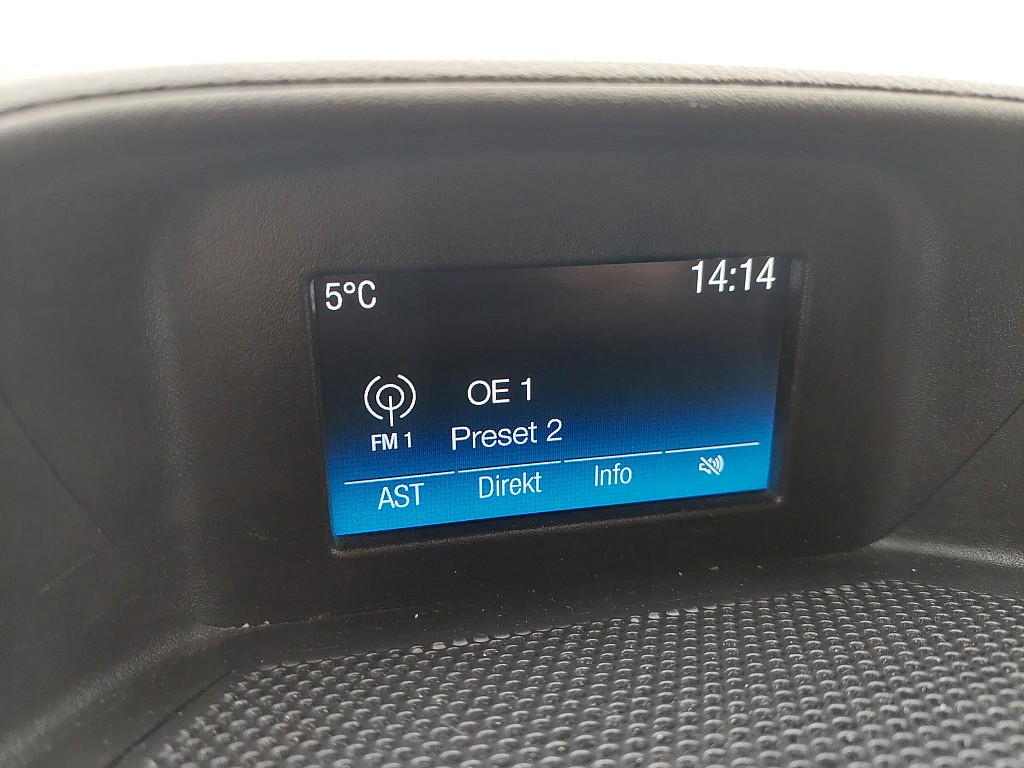 5°C 14:14
OE 1
FM 1 Preset 2
AST Direkt Info